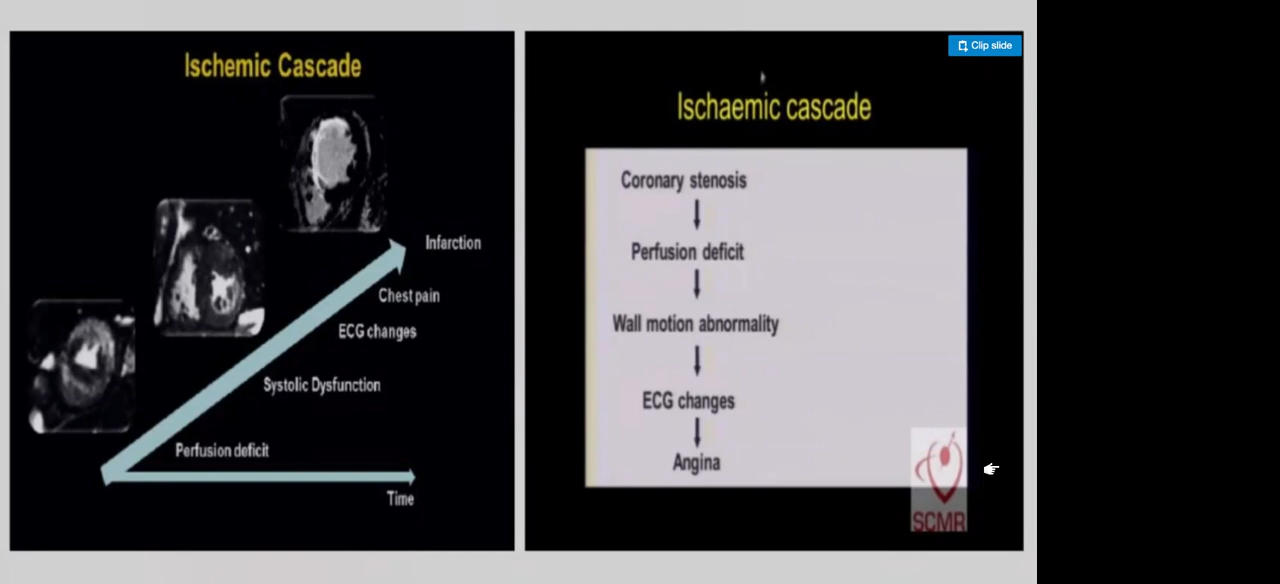 Ischemic Cascade
Infarction
Chest pain
ECG changes
Systolic Dysfunction
Perfusion deficit
Time
Clip slide
Ischaemic cascade
Coronary stenosis
Perfusion deficit
Wall motion abnormality
ECG changes
Angina
SCMR